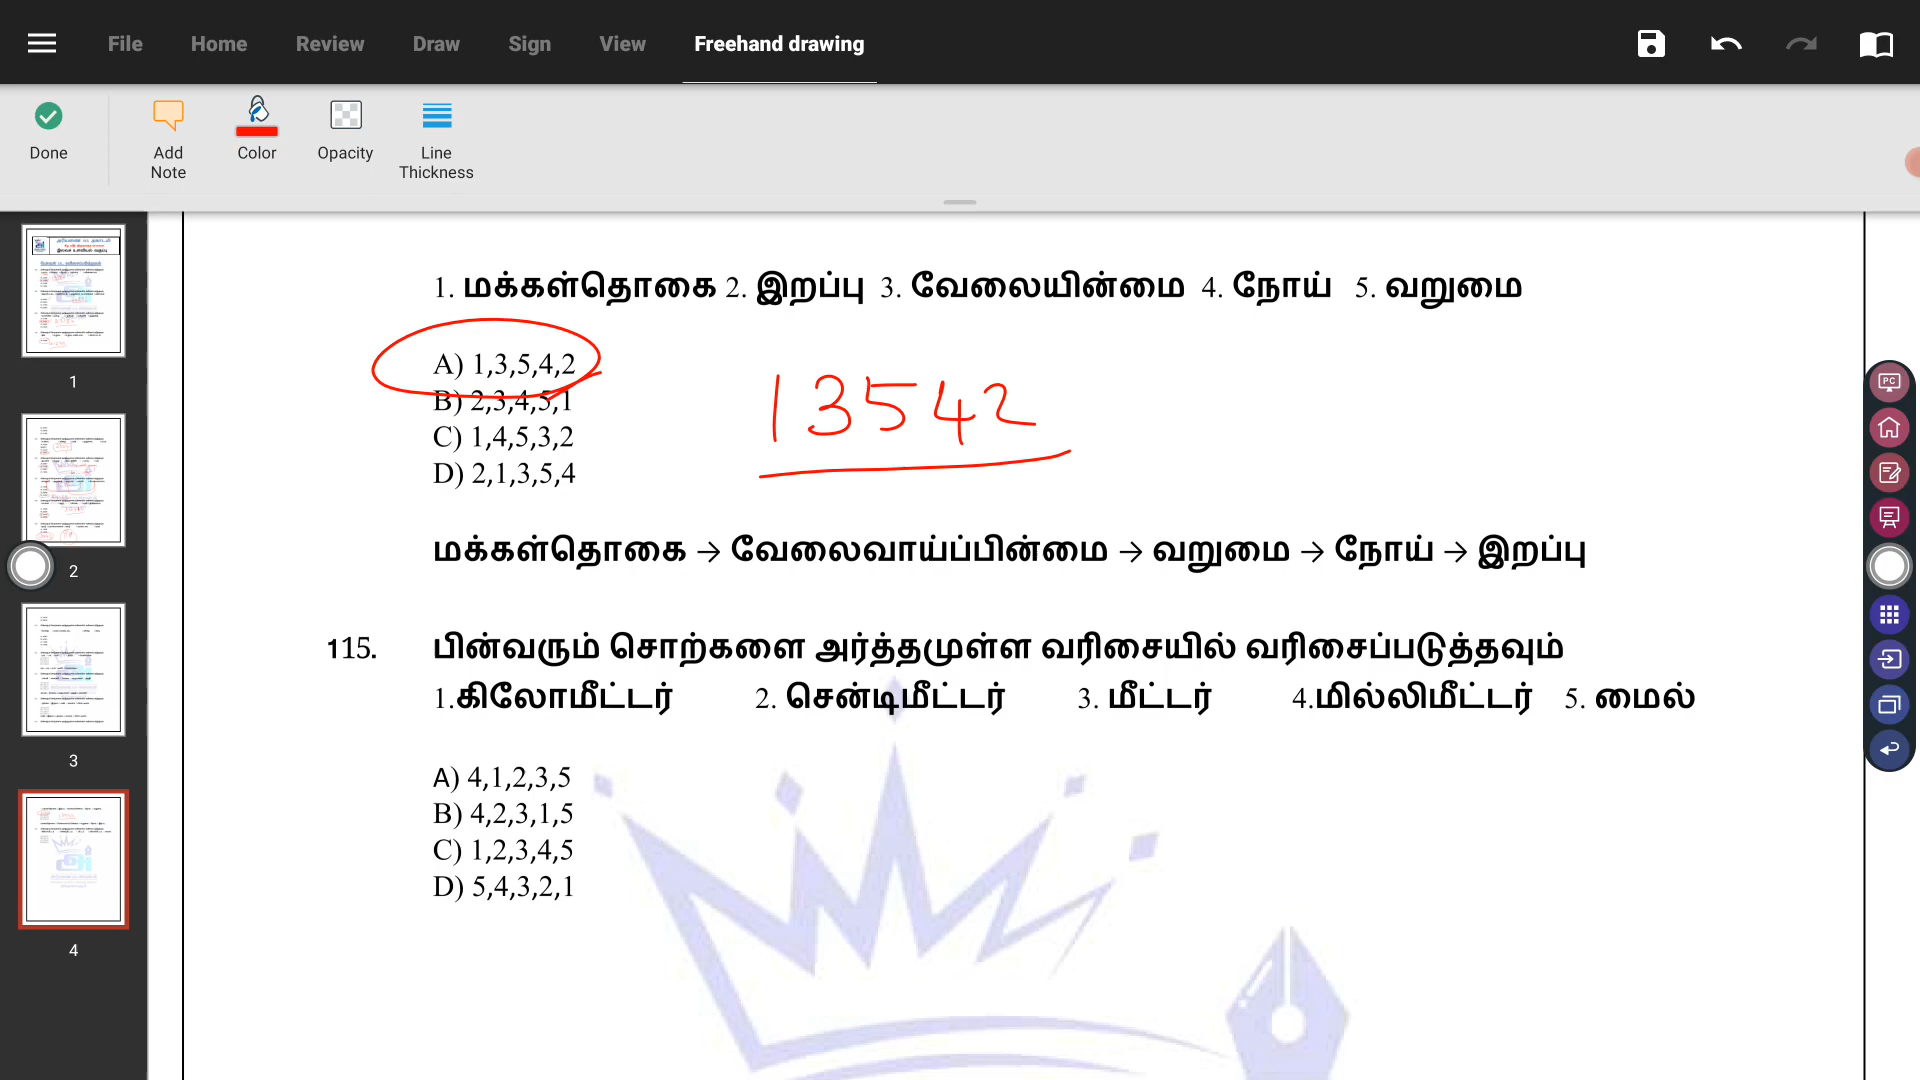 File Home Review Draw Sign View Freehand drawing
Done Add Note Color Opacity Line Thickness
PC
1. மக்கள்தொகை 2. இறப்பு 3. வேலையின்மை 4. நோய் 5. வறுமை
A) 1,3,5,4,2
B) 2,3,4,5,1
C) 1,4,5,3,2
D) 2,1,3,5,4
13542
மக்கள்தொகை → வேலைவாய்ப்பின்மை → வறுமை → நோய் → இறப்பு
115. பின்வரும் சொற்களை அர்த்தமுள்ள வரிசையில் வரிசைப்படுத்தவும்
1.கிலோமீட்டர் 2. சென்டிமீட்டர் 3. மீட்டர் 4.மில்லிமீட்டர் 5. மைல்
A) 4,1,2,3,5
B) 4,2,3,1,5
C) 1,2,3,4,5
D) 5,4,3,2,1
1
2
3
4